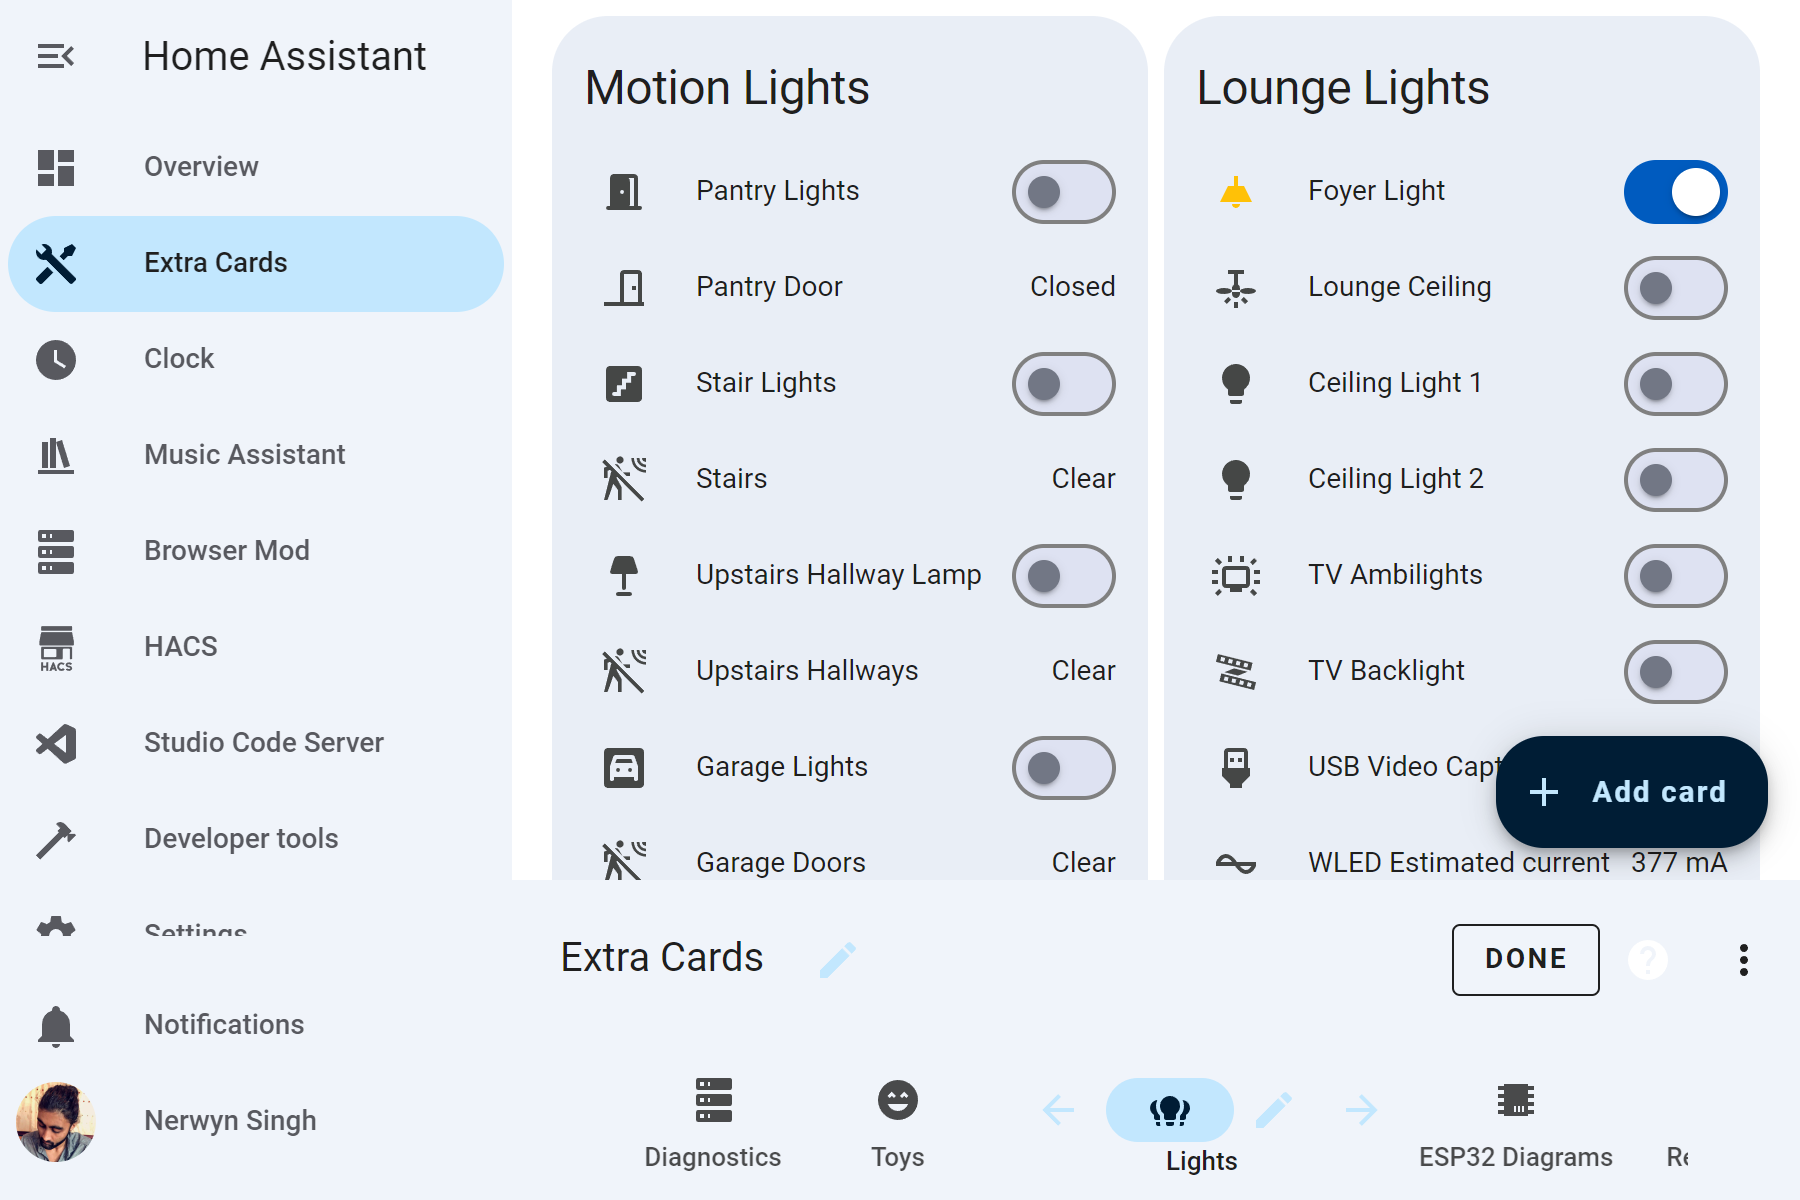 Home Assistant
Overview
Extra Cards
Clock
Music Assistant
Browser Mod
HACS
HACS
Studio Code Server
Developer tools
Settings
Notifications
Nerwyn Singh
Motion Lights
Pantry Lights
Pantry Door Closed
Stair Lights
Stairs Clear
Upstairs Hallway Lamp
Upstairs Hallways Clear
Garage Lights
Garage Doors Clear
Lounge Lights
Foyer Light
Lounge Ceiling
Ceiling Light 1
Ceiling Light 2
TV Ambilights
TV Backlight
USB Video Capt
Add card
WLED Estimated current 377 mA
Extra Cards
DONE
Diagnostics
Toys
Lights
ESP32 Diagrams